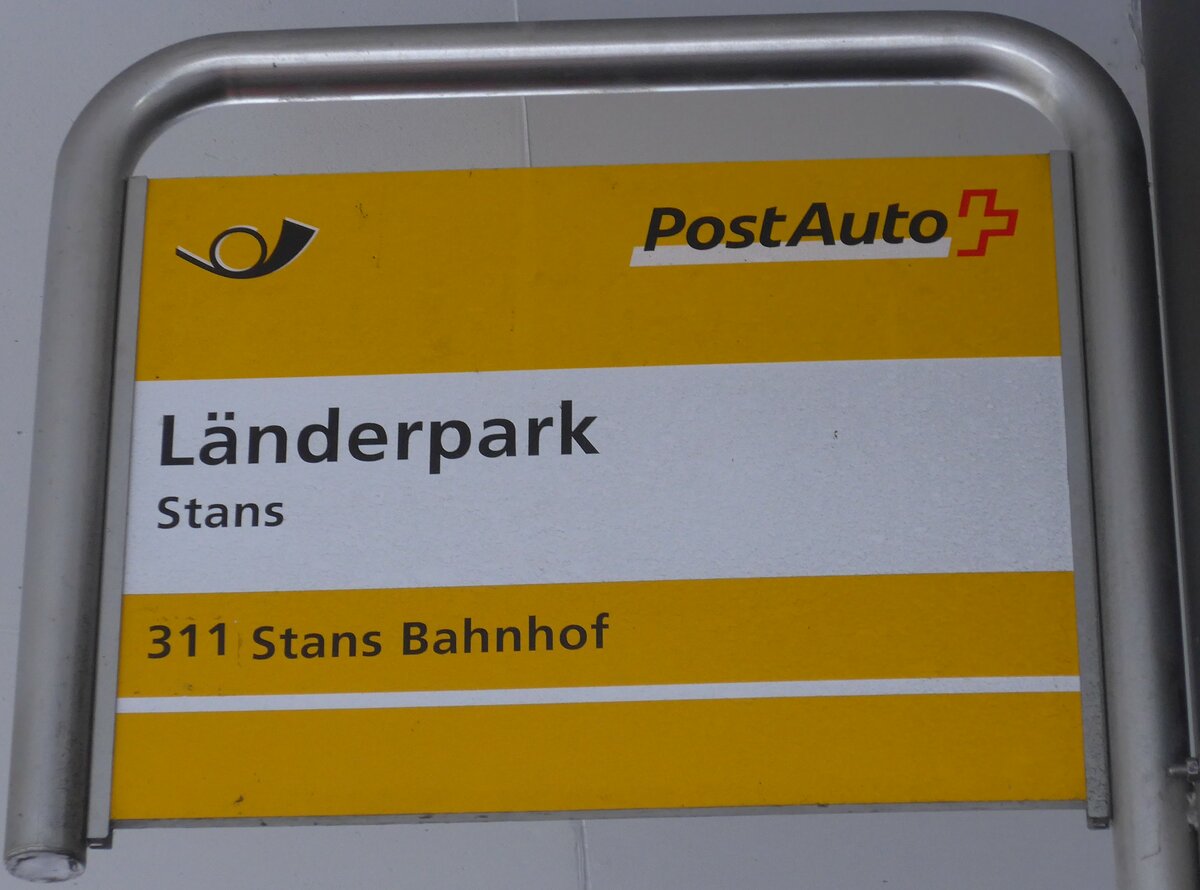 PostAuto
Länderpark
Stans
311 Stans Bahnhof